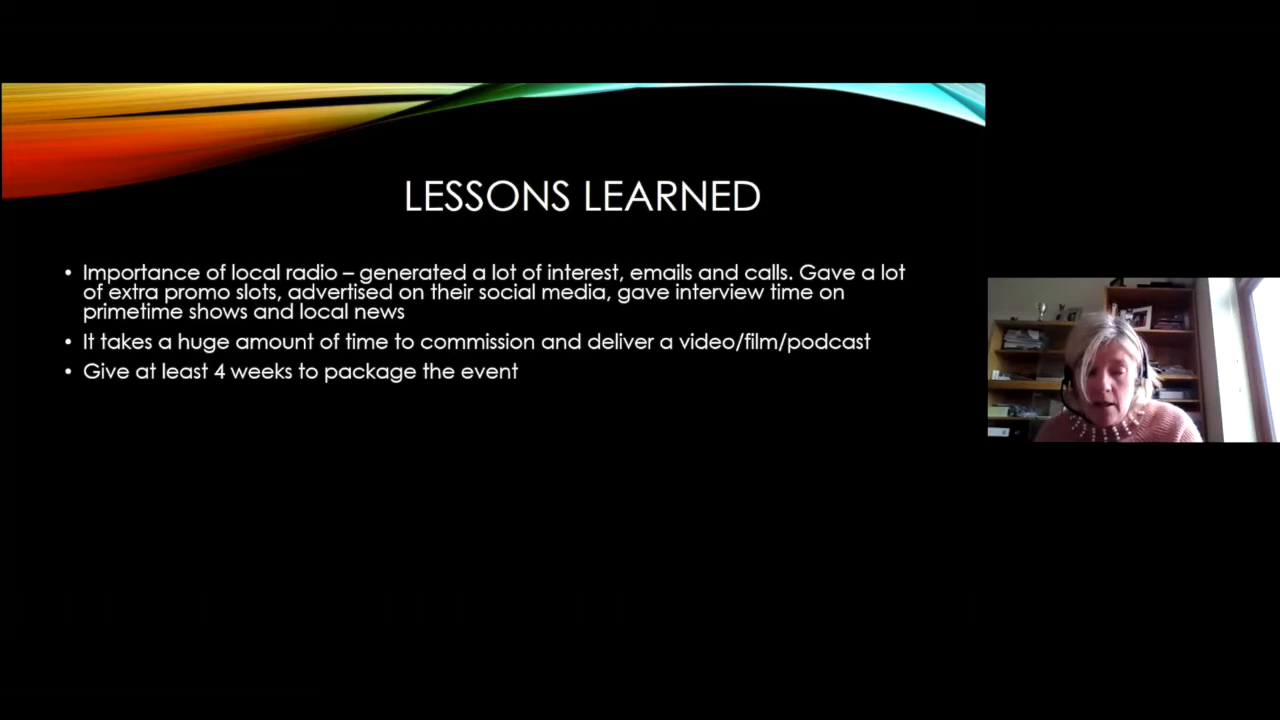 LESSONS LEARNED
• Importance of local radio – generated a lot of interest, emails and calls. Gave a lot
of extra promo slots, advertised on their social media, gave interview time on
primetime shows and local news
• It takes a huge amount of time to commission and deliver a video/film/podcast
• Give at least 4 weeks to package the event